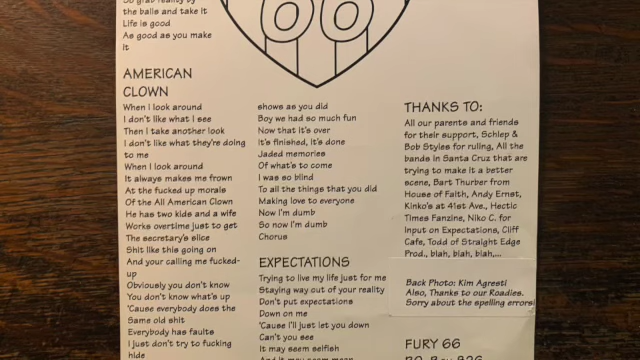 So grab reality by
the balls and take it
Life is good
As good as you make
it
66
AMERICAN
CLOWN
When I look around
I don't like what I see
Then I take another look
I don't like what they're doing
to me
When I look around
It always makes me frown
At the fucked up morals
Of the All American Clown
He has two kids and a wife
Works overtime just to get
The secretary's slice
Shit like this going on
And your calling me fucked-
up
Obviously you don't know
You don't know what's up
'Cause everybody does the
Same old shit
Everybody has faults
I just don't try to fucking
hide
shows as you did
Boy we had so much fun
Now that it's over
It's finished, it's done
Jaded memories
Of what's to come
I was so blind
To all the things that you did
Making love to everyone
Now I'm dumb
So now I'm dumb
Chorus
EXPECTATIONS
Trying to live my life just for me
Staying way out of your reality
Don't put expectations
Down on me
'Cause I'll just let you down
Can't you see
It may seem selfish
And it may seem mean
THANKS TO:
All our parents and friends
for their support, Schlep &
Bob Styles for ruling, All the
bands in Santa Cruz that are
trying to make it a better
scene, Bart Thurber from
House of Faith, Andy Ernst,
Kinko's at 41st Ave., Hectic
Times Fanzine, Niko C. for
Input on Expectations, Cliff
Cafe, Todd of Straight Edge
Prod., blah, blah, blah,...
Back Photo: Kim Agresti
Also, Thanks to our Roadies.
Sorry about the spelling errors!
FURY 66
P.O. Box 926